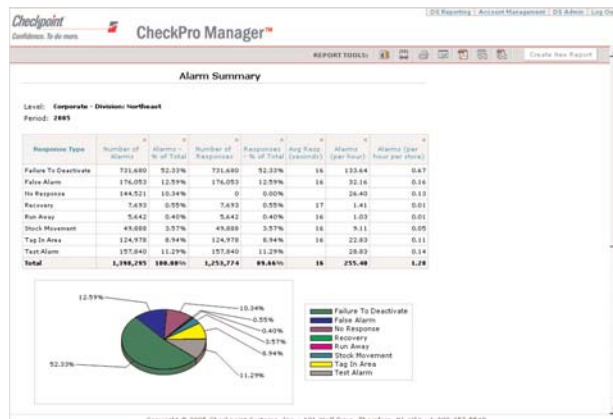 DS Reporting | Account Management | DS Admin | Log Ou
Checkpoint
Confidence. To do more.
CheckPro Manager™
REPORT TOOLS:
Create New Report
Alarm Summary
Level: Corporate - Division: Northeast
Period: 2005
Response Type Number of Alarms Alarms - % of Total Number of Responses Responses - % of Total Avg Resp (seconds) Alarms (per hour) Alarms (per hour per store)
Failure To Deactivate 731,680 52.33% 731,680 52.33% 16 133.64 0.67
False Alarm 176,053 12.59% 176,053 12.59% 16 32.16 0.16
No Response 144,521 10.34% 0 0.00% 26.40 0.13
Recovery 7,693 0.55% 7,693 0.55% 17 1.41 0.01
Run Away 5,642 0.40% 5,642 0.40% 16 1.03 0.01
Stock Movement 49,888 3.57% 49,888 3.57% 16 9.11 0.05
Tag In Area 124,978 8.94% 124,978 8.94% 16 22.83 0.11
Test Alarm 157,840 11.29% 157,840 11.29% 28.83 0.14
Total 1,398,295 100.00% 1,253,774 89.66% 16 255.40 1.28
12.59%
10.34%
0.55%
0.40%
3.57%
8.94%
11.29%
52.33%
Failure To Deactivate
False Alarm
No Response
Recovery
Run Away
Stock Movement
Tag In Area
Test Alarm